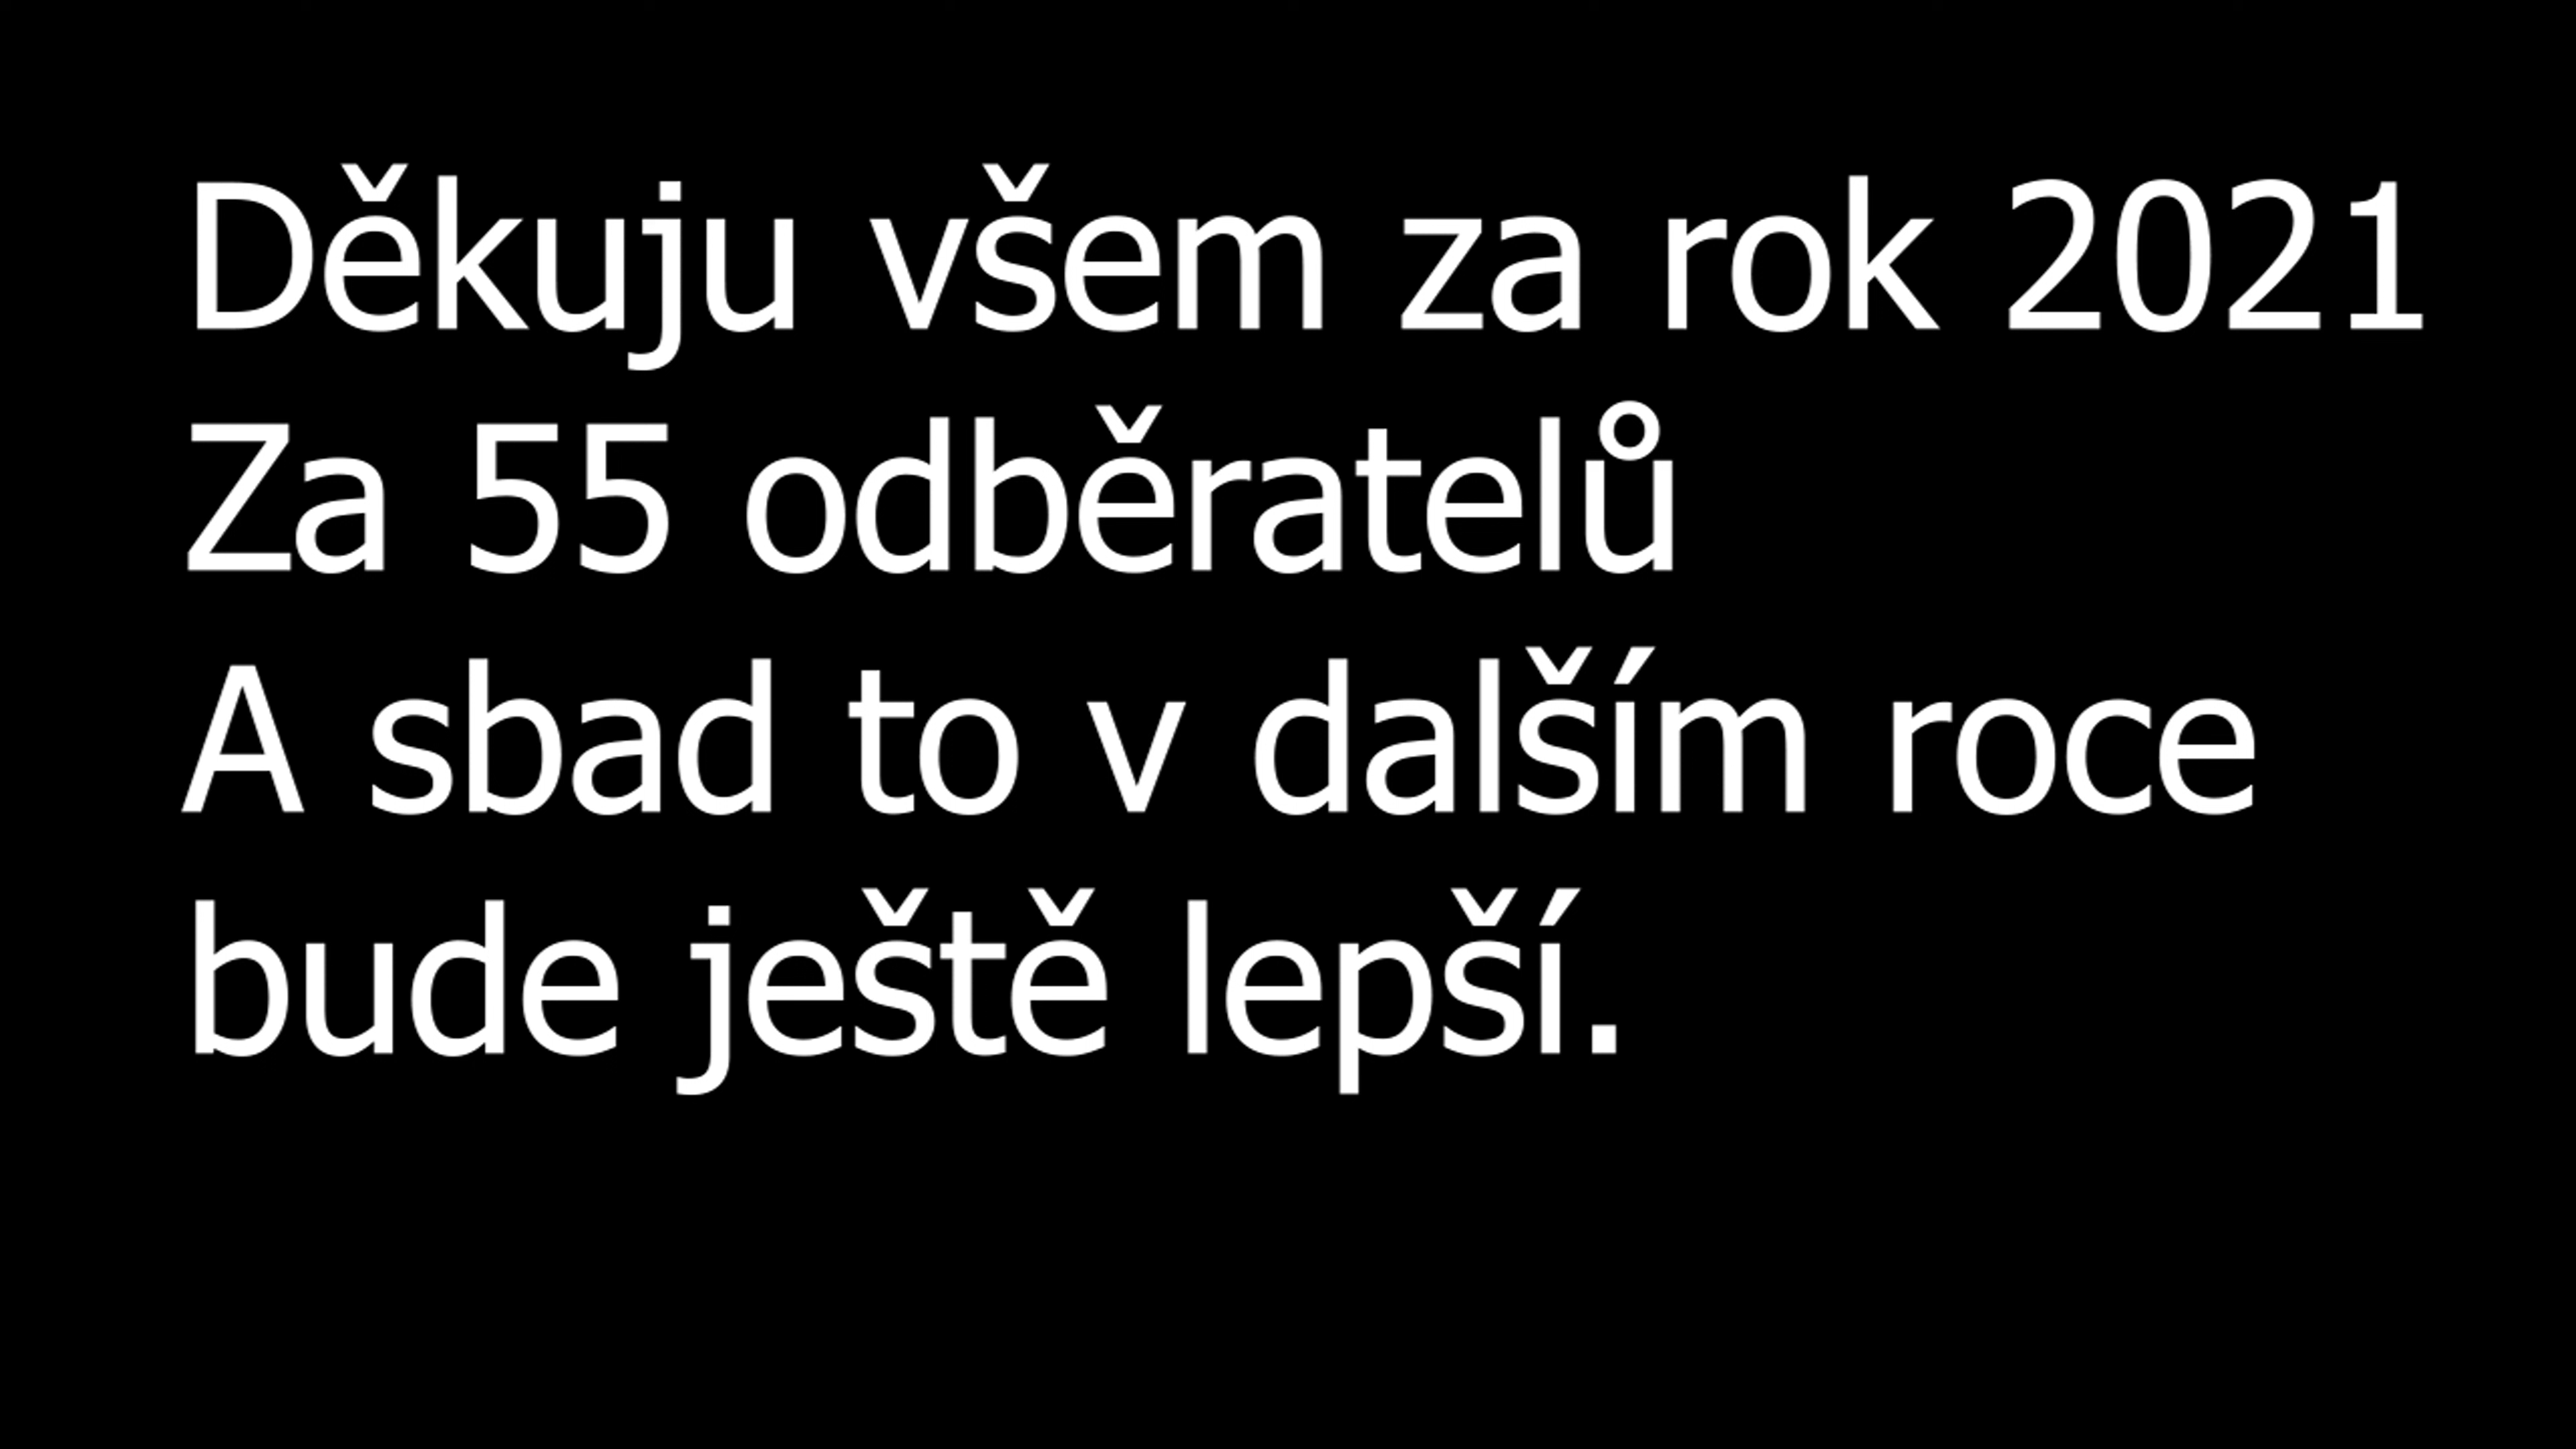 Děkuju všem za rok 2021
Za 55 odběratelů
A sbad to v dalším roce
bude ještě lepší.